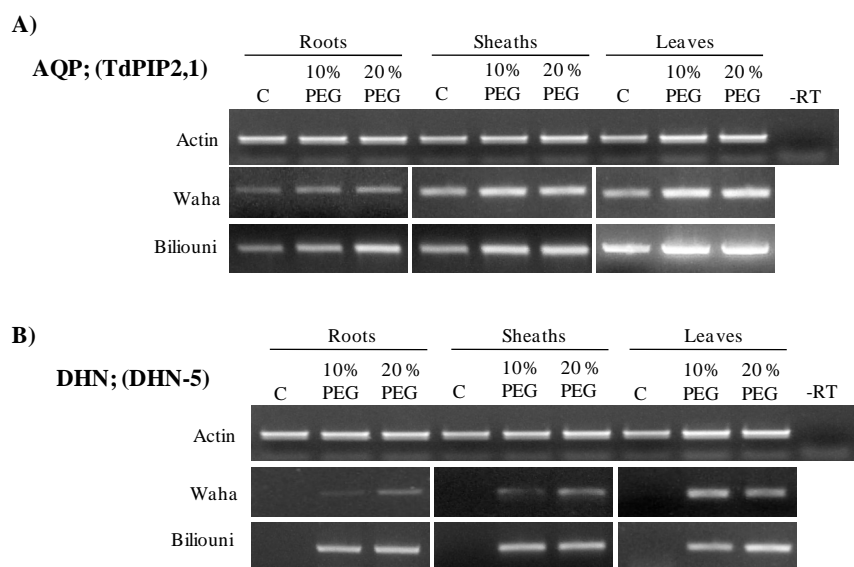 A)
AQP; (TdPIP2,1)
Roots Sheaths Leaves
C 10% PEG 20% PEG C 10% PEG 20% PEG C 10% PEG 20% PEG -RT
Actin
Waha
Biliouni
B)
DHN; (DHN-5)
Roots Sheaths Leaves
C 10% PEG 20% PEG C 10% PEG 20% PEG C 10% PEG 20% PEG -RT
Actin
Waha
Biliouni